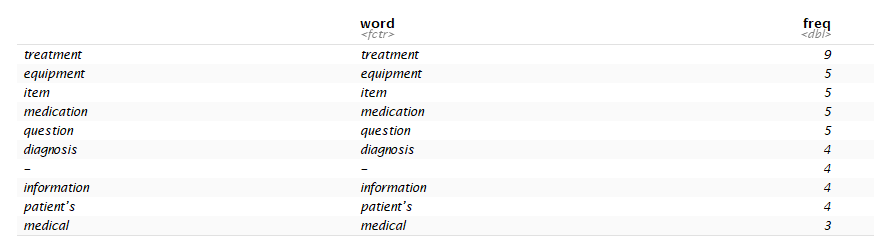 word freq
<fctr> <dbl>
treatment treatment 9
equipment equipment 5
item item 5
medication medication 5
question question 5
diagnosis diagnosis 4
– – 4
information information 4
patient's patient's 4
medical medical 3